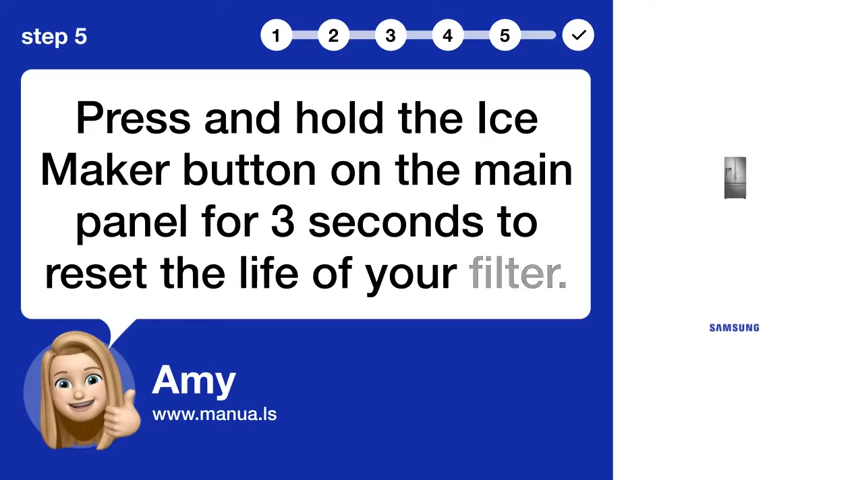 step 5
1 2 3 4 5
Press and hold the Ice
Maker button on the main
panel for 3 seconds to
reset the life of your filter.
Amy
www.manua.ls
SAMSUNG